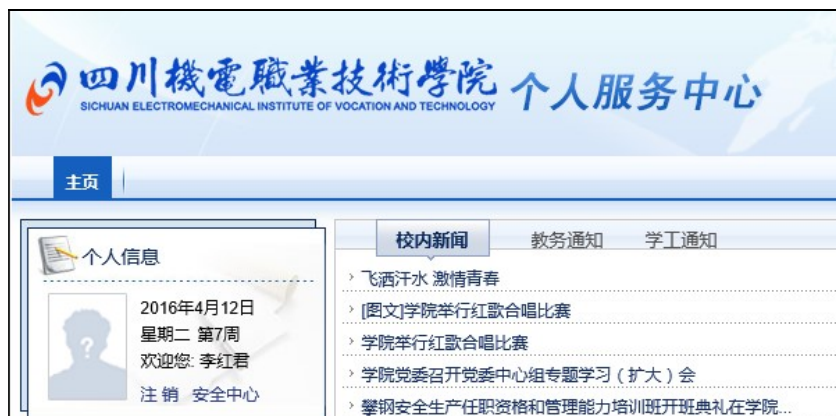 四川機電職業技術學院 个人服务中心
SICHUAN ELECTROMECHANICAL INSTITUTE OF VOCATION AND TECHNOLOGY
主页
个人信息
2016年4月12日
星期二 第7周
欢迎您: 李红君
注销 安全中心
校内新闻 教务通知 学工通知
飞洒汗水 激情青春
[图文]学院举行红歌合唱比赛
学院举行红歌合唱比赛
学院党委召开党委中心组专题学习（扩大）会
攀钢安全生产任职资格和管理能力培训班开班典礼在学院...